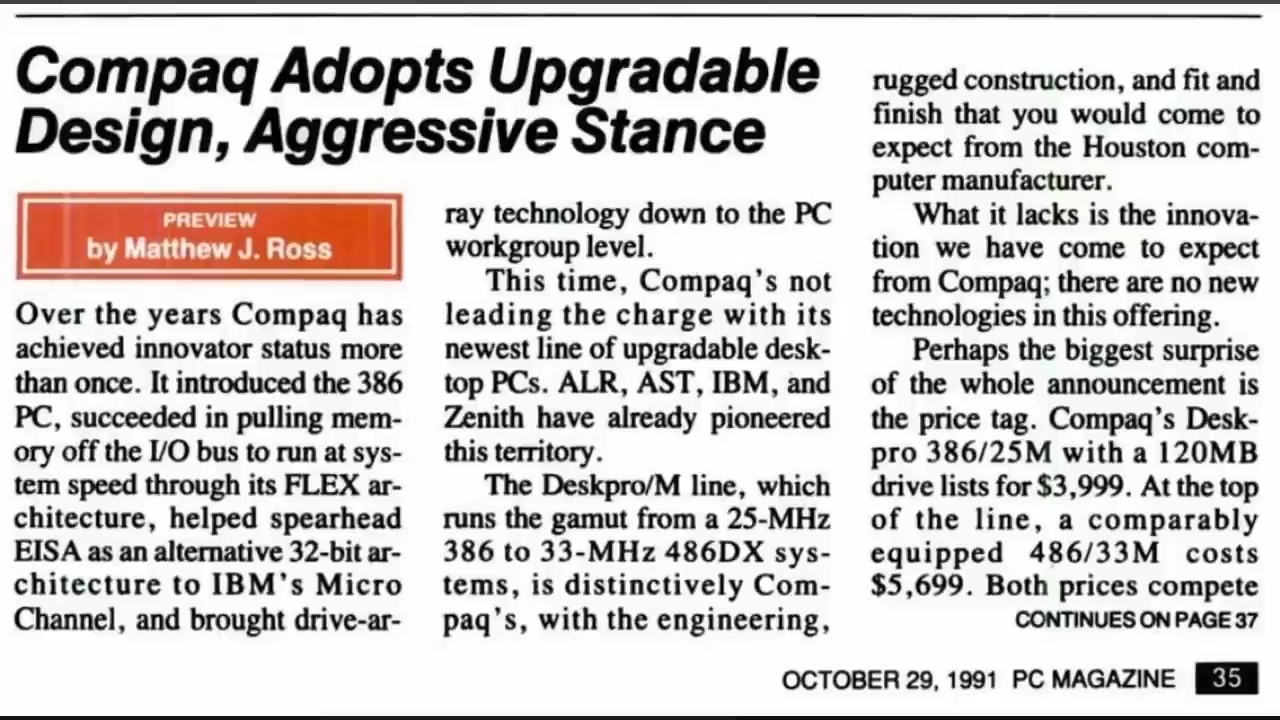 Compaq Adopts Upgradable
Design, Aggressive Stance
PREVIEW
by Matthew J. Ross
Over the years Compaq has
achieved innovator status more
than once. It introduced the 386
PC, succeeded in pulling mem-
ory off the I/O bus to run at sys-
tem speed through its FLEX ar-
chitecture, helped spearhead
EISA as an alternative 32-bit ar-
chitecture to IBM's Micro
Channel, and brought drive-ar-
ray technology down to the PC
workgroup level.
This time, Compaq's not
leading the charge with its
newest line of upgradable desk-
top PCs. ALR, AST, IBM, and
Zenith have already pioneered
this territory.
The Deskpro/M line, which
runs the gamut from a 25-MHz
386 to 33-MHz 486DX sys-
tems, is distinctively Com-
paq's, with the engineering,
rugged construction, and fit and
finish that you would come to
expect from the Houston com-
puter manufacturer.
What it lacks is the innova-
tion we have come to expect
from Compaq; there are no new
technologies in this offering.
Perhaps the biggest surprise
of the whole announcement is
the price tag. Compaq's Desk-
pro 386/25M with a 120MB
drive lists for $3,999. At the top
of the line, a comparably
equipped 486/33M costs
$5,699. Both prices compete
CONTINUES ON PAGE 37
OCTOBER 29, 1991 PC MAGAZINE 35